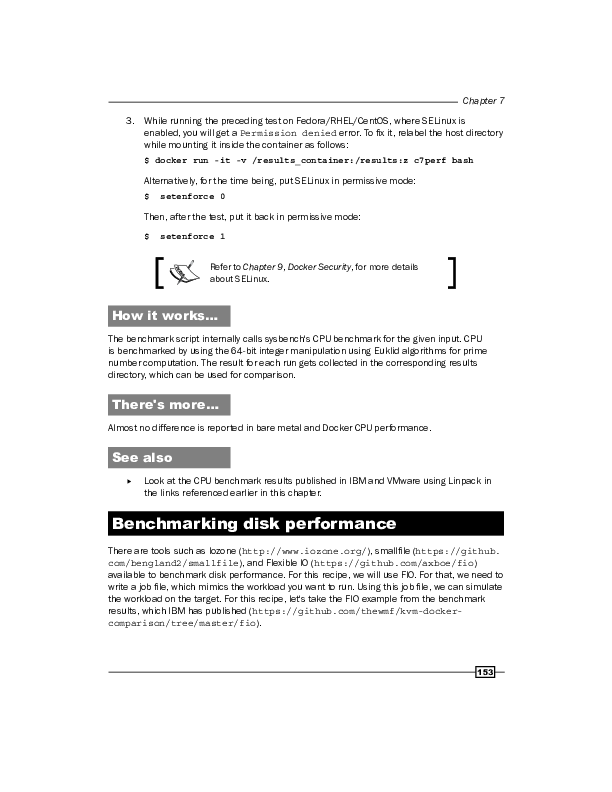 Chapter 7
3. While running the preceding test on Fedora/RHEL/CentOS, where SELinux is
enabled, you will get a Permission denied error. To fix it, relabel the host directory
while mounting it inside the container as follows:
$ docker run -it -v /results_container:/results:z c7perf bash
Alternatively, for the time being, put SELinux in permissive mode:
$  setenforce 0
Then, after the test, put it back in permissive mode:
$  setenforce 1
Refer to Chapter 9, Docker Security, for more details
about SELinux.
How it works…
The benchmark script internally calls sysbench's CPU benchmark for the given input. CPU
is benchmarked by using the 64-bit integer manipulation using Euklid algorithms for prime
number computation. The result for each run gets collected in the corresponding results
directory, which can be used for comparison.
There's more…
Almost no difference is reported in bare metal and Docker CPU performance.
See also
▸ Look at the CPU benchmark results published in IBM and VMware using Linpack in
the links referenced earlier in this chapter.
Benchmarking disk performance
There are tools such as Iozone (http://www.iozone.org/), smallfile (https://github.
com/bengland2/smallfile), and Flexible IO (https://github.com/axboe/fio)
available to benchmark disk performance. For this recipe, we will use FIO. For that, we need to
write a job file, which mimics the workload you want to run. Using this job file, we can simulate
the workload on the target. For this recipe, let's take the FIO example from the benchmark
results, which IBM has published (https://github.com/thewmf/kvm-docker-
comparison/tree/master/fio).
153